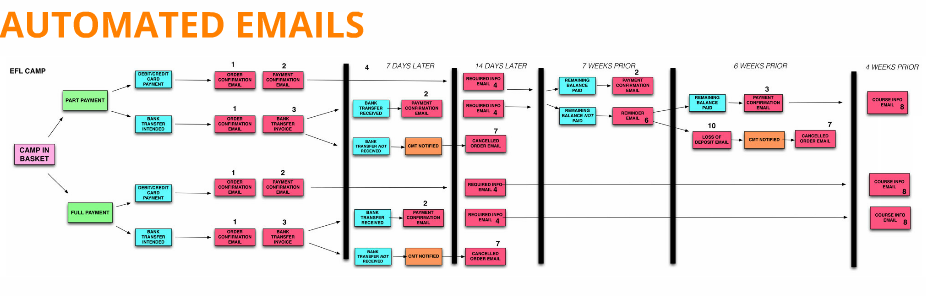 AUTOMATED EMAILS
EFL CAMP
4
7 DAYS LATER
14 DAYS LATER
7 WEEKS PRIOR
6 WEEKS PRIOR
4 WEEKS PRIOR
CAMP IN
BASKET
PART PAYMENT
DEBIT/CREDIT
CARD
PAYMENT
1
ORDER
CONFIRMATION
EMAIL
2
PAYMENT
CONFIRMATION
EMAIL
REQUIRED INFO
EMAIL 4
BANK
TRANSFER
INTENDED
1
ORDER
CONFIRMATION
EMAIL
3
BANK
TRANSFER
INVOICE
BANK
TRANSFER
RECEIVED
2
PAYMENT
CONFIRMATION
EMAIL
REQUIRED INFO
EMAIL 4
BANK
TRANSFER NOT
RECEIVED
CMT NOTIFIED
7
CANCELLED
ORDER EMAIL
REMAINING
BALANCE
PAID
2
PAYMENT
CONFIRMATION
EMAIL
REMAINING
BALANCE NOT
PAID
REMINDER
EMAIL
6
REMAINING
BALANCE
PAID
3
PAYMENT
CONFIRMATION
EMAIL
10
LOSS OF
DEPOSIT EMAIL
CMT NOTIFIED
7
CANCELLED
ORDER EMAIL
COURSE INFO
EMAIL
8
FULL PAYMENT
DEBIT/CREDIT
CARD
PAYMENT
1
ORDER
CONFIRMATION
EMAIL
2
PAYMENT
CONFIRMATION
EMAIL
REQUIRED INFO
EMAIL 4
COURSE INFO
EMAIL
8
BANK
TRANSFER
INTENDED
1
ORDER
CONFIRMATION
EMAIL
3
BANK
TRANSFER
INVOICE
BANK
TRANSFER
RECEIVED
2
PAYMENT
CONFIRMATION
EMAIL
REQUIRED INFO
EMAIL 4
COURSE INFO
EMAIL
8
BANK
TRANSFER NOT
RECEIVED
CMT NOTIFIED
7
CANCELLED
ORDER EMAIL